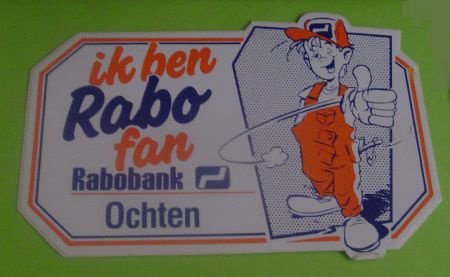 ik ben
Rabo
fan
Rabobank
Ochten